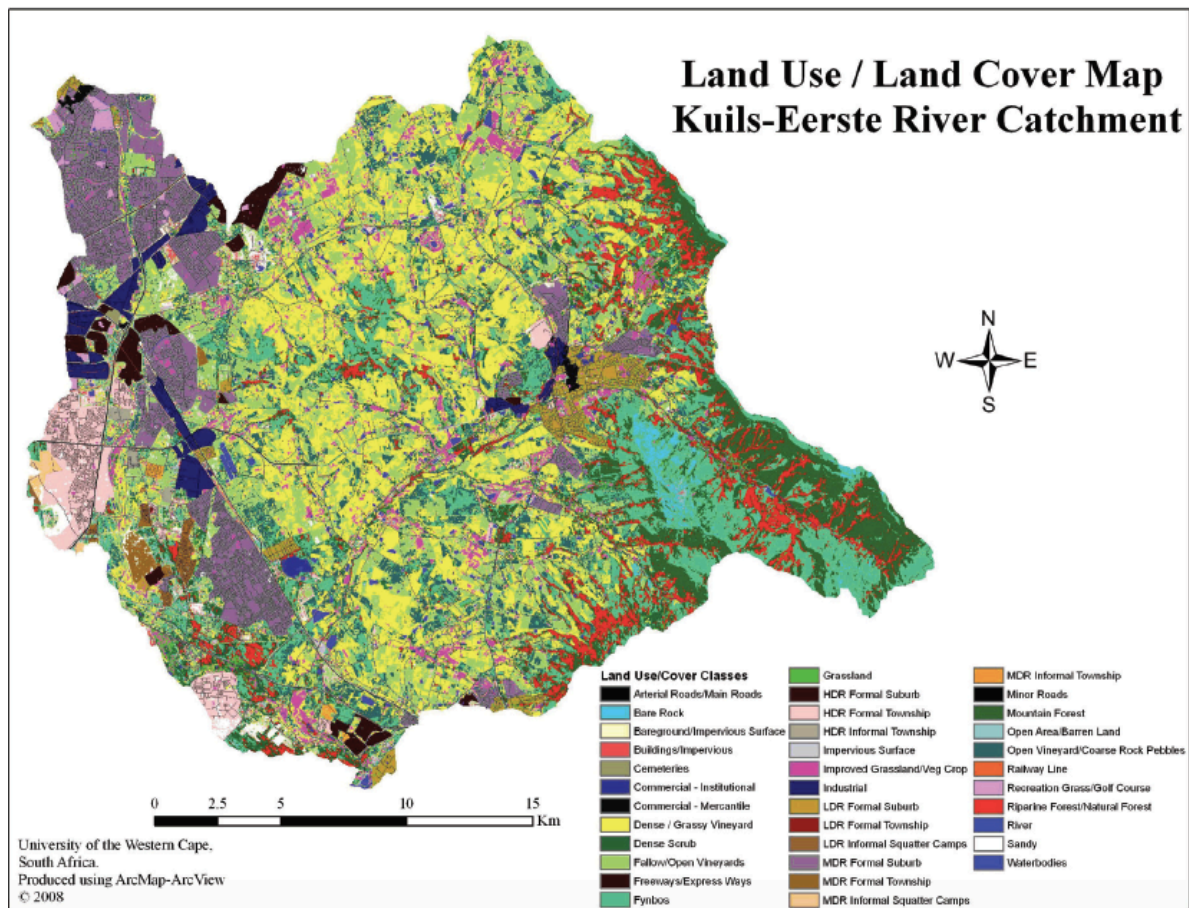 Land Use / Land Cover Map
Kuils-Eerste River Catchment
N
W
E
S
Land Use/Cover Classes
Arterial Roads/Main Roads
Bare Rock
Bareground/Impervious Surface
Buildings/Impervious
Cemeteries
Commercial - Institutional
Commercial - Mercantile
Dense / Grassy Vineyard
Dense Scrub
Fallow/Open Vineyards
Freeways/Express Ways
Fynbos
Grassland
HDR Formal Suburb
HDR Formal Township
HDR Informal Township
Impervious Surface
Improved Grassland/Veg Crop
Industrial
LDR Formal Suburb
LDR Formal Township
LDR Informal Squatter Camps
MDR Formal Suburb
MDR Formal Township
MDR Informal Squatter Camps
MDR Informal Township
Minor Roads
Mountain Forest
Open Area/Barren Land
Open Vineyard/Coarse Rock Pebbles
Railway Line
Recreation Grass/Golf Course
Riparine Forest/Natural Forest
River
Sandy
Waterbodies
0 2.5 5 10 15
Km
University of the Western Cape,
South Africa.
Produced using ArcMap-ArcView
© 2008